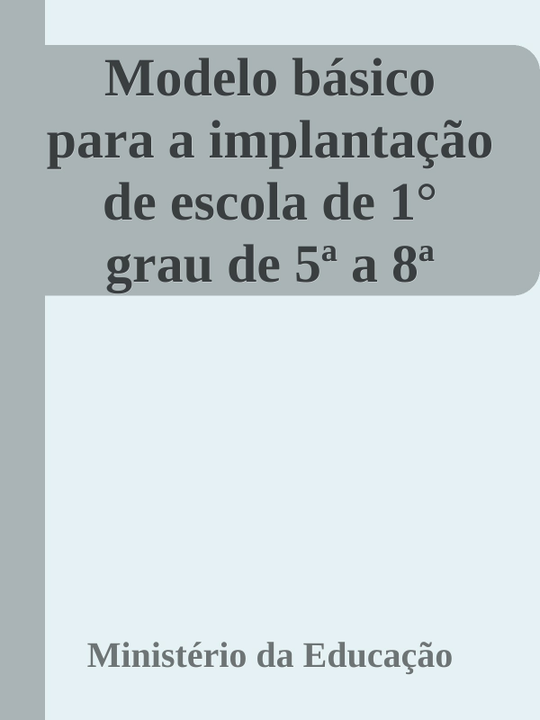 Modelo básico
para a implantação
de escola de 1°
grau de 5ª a 8ª
Ministério da Educação